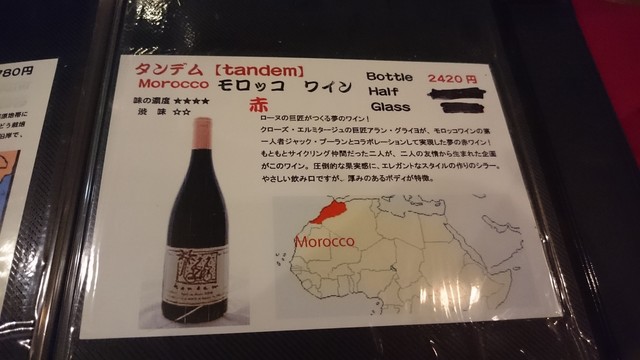 780円
タンデム【tandem】
Morocco モロッコ ワイン
赤
Bottle 2420円
Half
Glass
味の濃度 ★★★★
渋 味 ☆☆
ローヌの巨匠がつくる夢のワイン!
クローズ・エルミタージュの巨匠アラン・グライヨが、モロッコワインの第
一人者ジャック・プーランとコラボレーションして実現した夢の赤ワイン!
もともとサイクリング仲間だった二人が、二人の友情から生まれた企画
がこのワイン。圧倒的な果実感に、エレガントなスタイルの作りのシラー。
やさしい飲み口ですが、厚みのあるボディが特徴。
Morocco